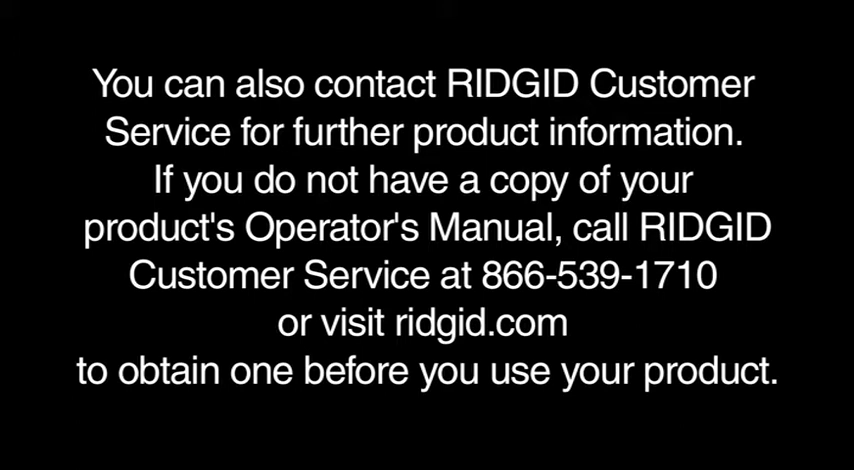 You can also contact RIDGID Customer
Service for further product information.
If you do not have a copy of your
product's Operator's Manual, call RIDGID
Customer Service at 866-539-1710
or visit ridgid.com
to obtain one before you use your product.